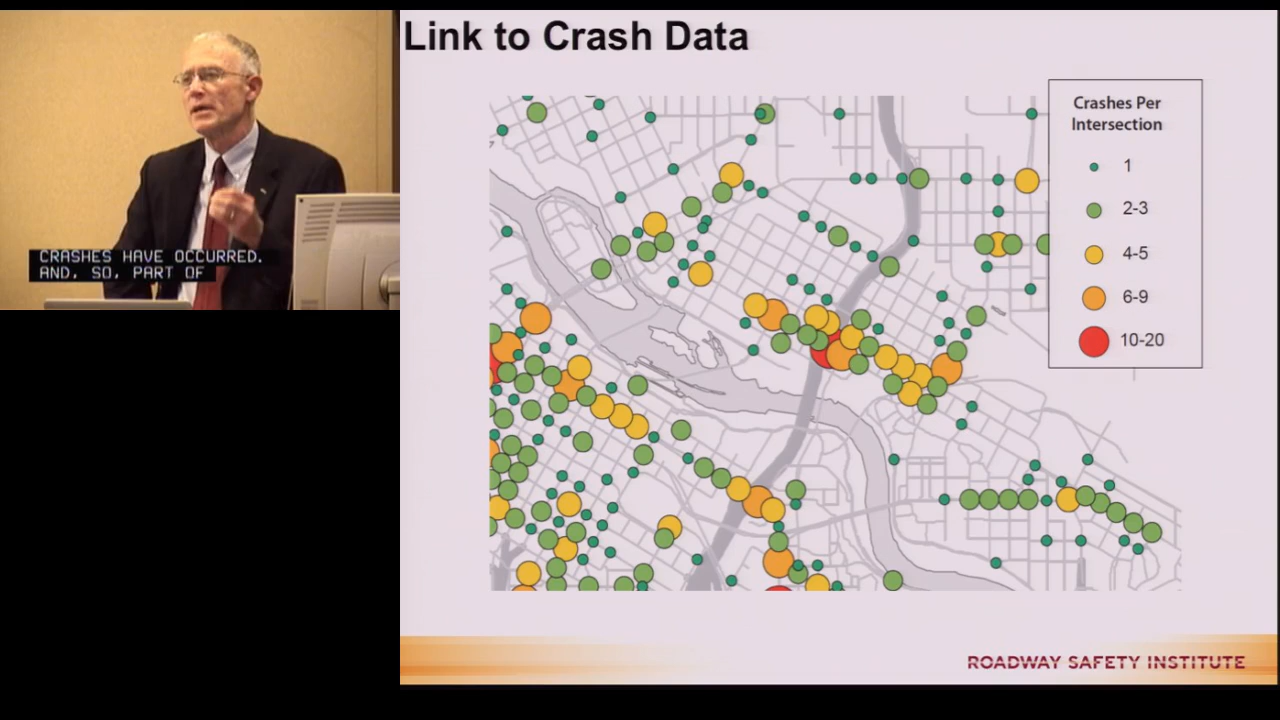 Link to Crash Data
CRASHES HAVE OCCURRED.
AND, SO, PART OF
Crashes Per
Intersection
1
2-3
4-5
6-9
10-20
ROADWAY SAFETY INSTITUTE